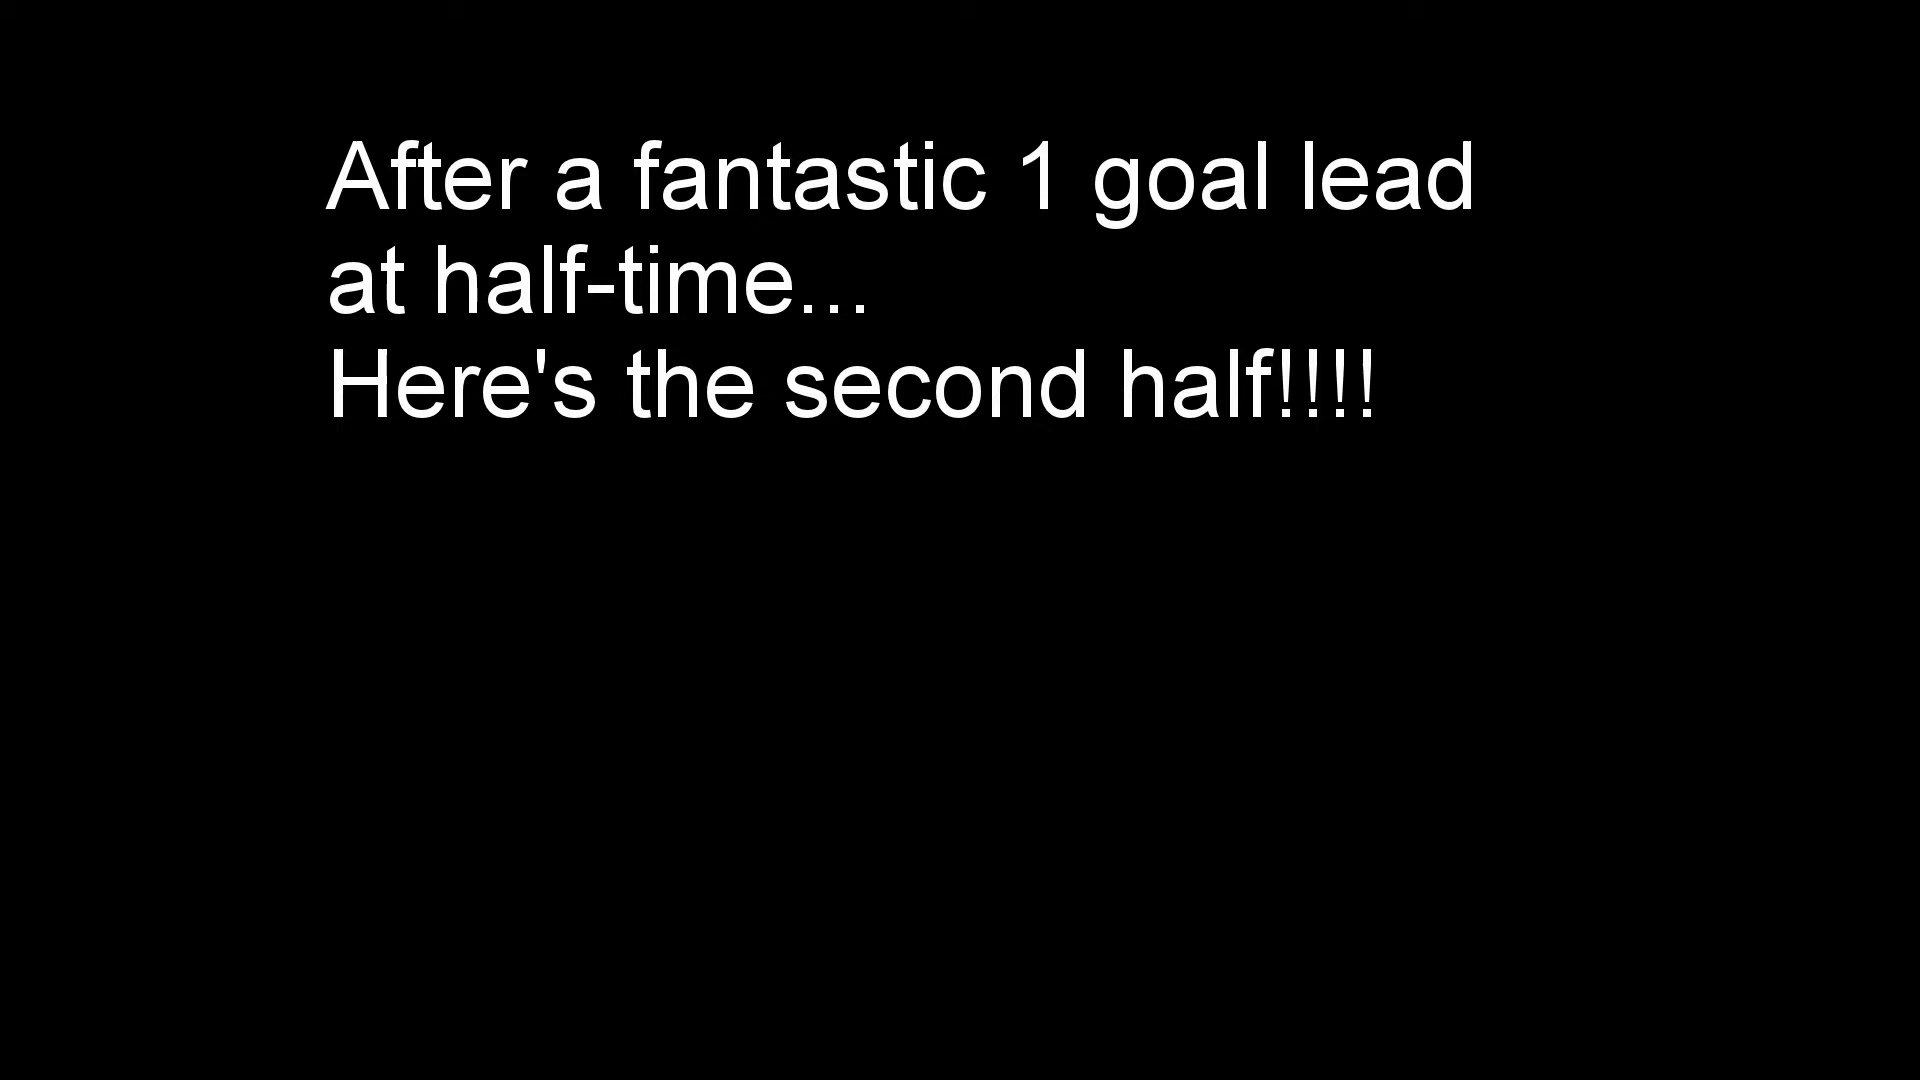 After a fantastic 1 goal lead
at half-time...
Here's the second half!!!!